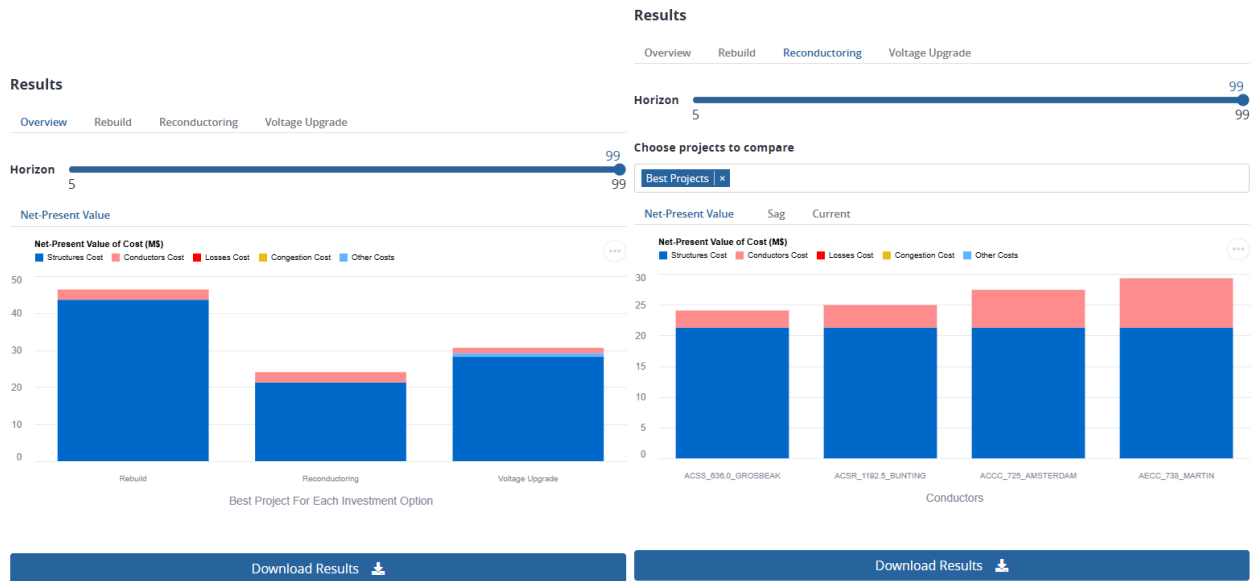 Results
Overview Rebuild Reconductoring Voltage Upgrade
99
Horizon
5 99
Net-Present Value
Net-Present Value of Cost (M$)
Structures Cost Conductors Cost Losses Cost Congestion Cost Other Costs
50
40
30
20
10
0
Rebuild Reconductoring Voltage Upgrade
Best Project For Each Investment Option
Download Results
Results
Overview Rebuild Reconductoring Voltage Upgrade
99
Horizon
5 99
Choose projects to compare
Best Projects ×
Net-Present Value Sag Current
Net-Present Value of Cost (M$)
Structures Cost Conductors Cost Losses Cost Congestion Cost Other Costs
30
25
20
15
10
5
0
ACSS_636.0_GROSBEAK ACSR_1192.5_BUNTING ACCC_725_AMSTERDAM AECC_738_MARTIN
Conductors
Download Results